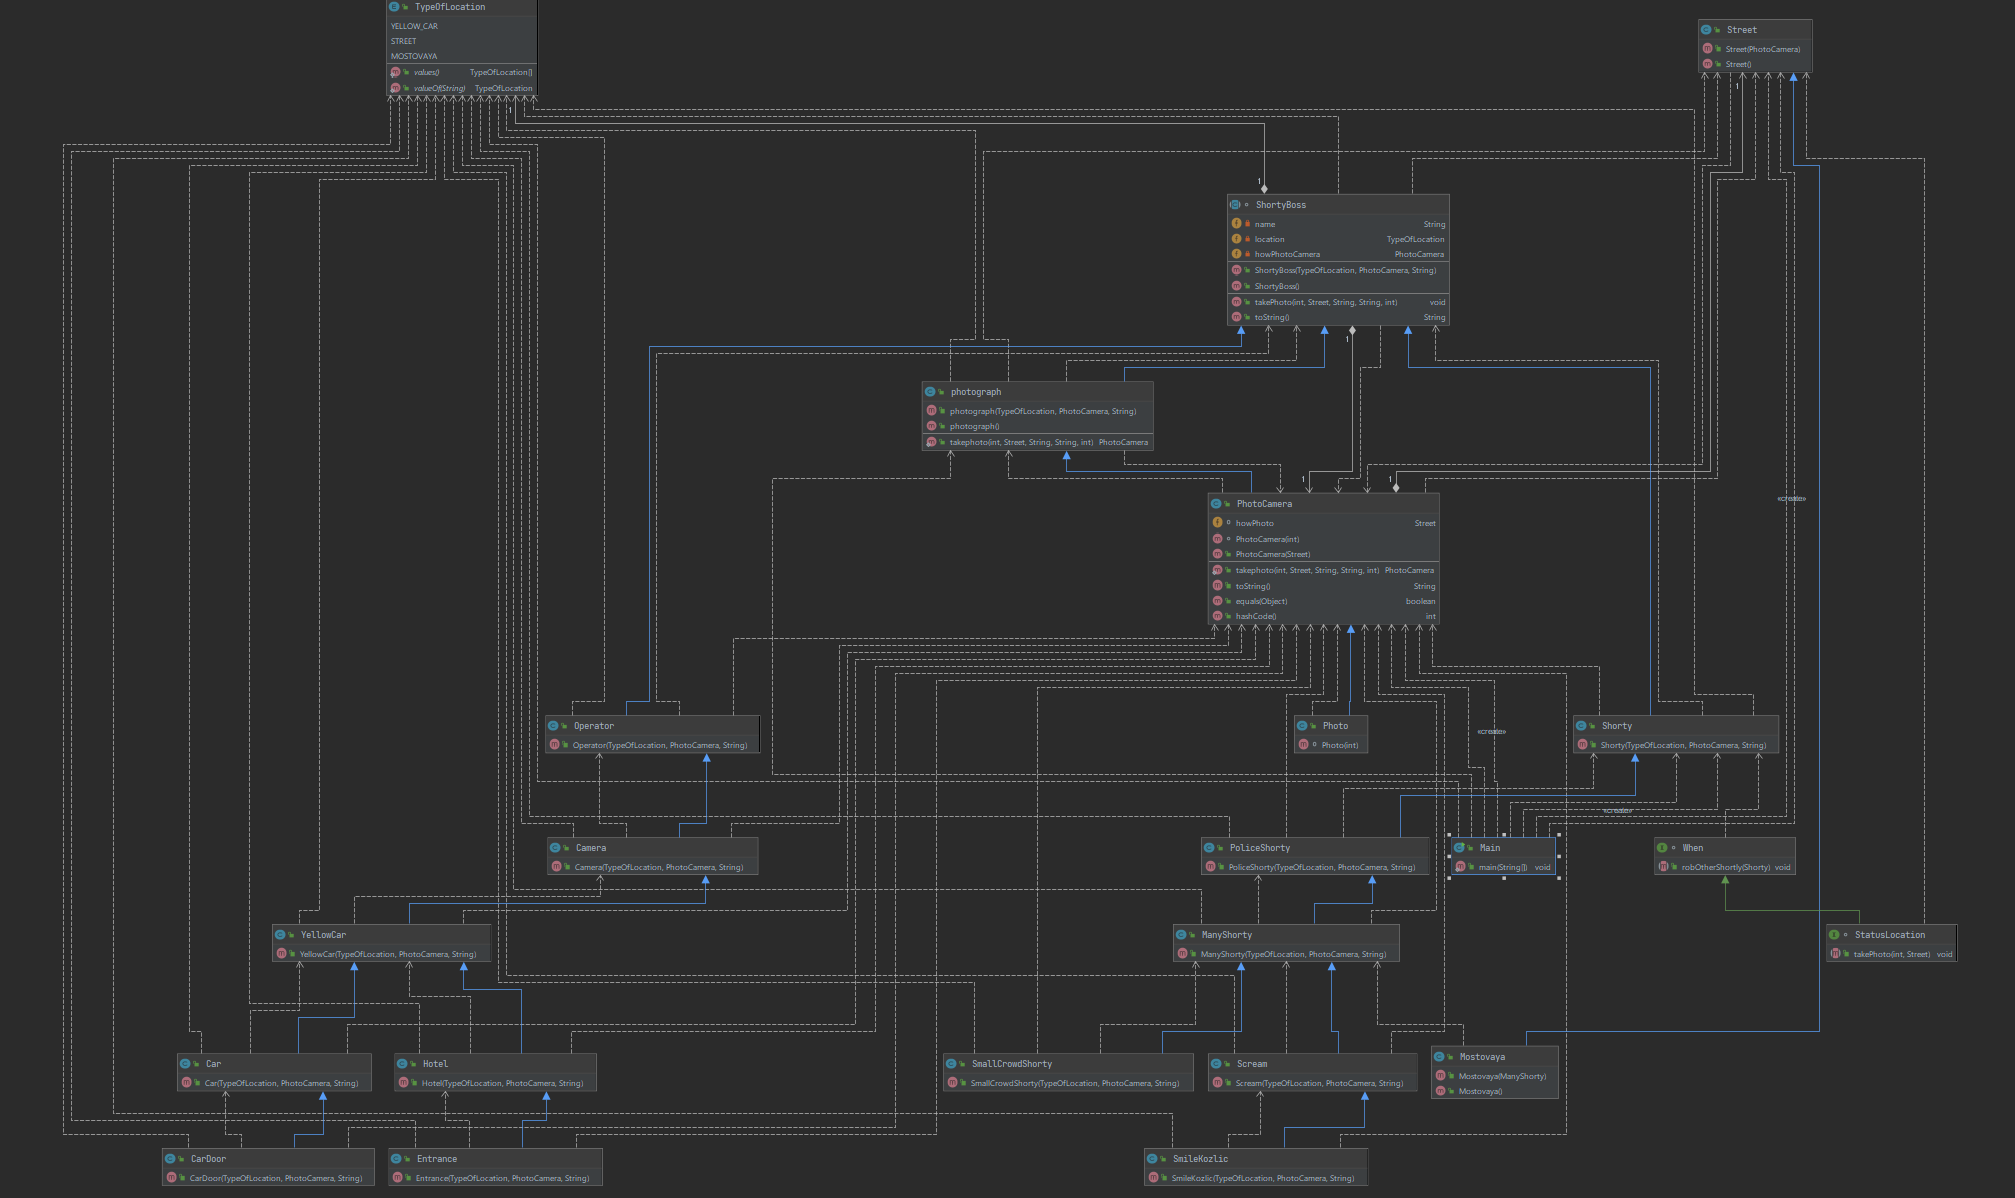 TypeOfLocation
YELLOW_CAR
STREET
MOSTOVAYA
values() TypeOfLocation[]
valueOf(String) TypeOfLocation
1
Street
Street(PhotoCamera)
Street()
1
1
ShortyBoss
name String
location TypeOfLocation
howPhotoCamera PhotoCamera
ShortyBoss(TypeOfLocation, PhotoCamera, String)
ShortyBoss()
takePhoto(int, Street, String, String, int) void
toString() String
1
photograph
photograph(TypeOfLocation, PhotoCamera, String)
photograph()
takephoto(int, Street, String, String, int) PhotoCamera
1
1
«create»
PhotoCamera
howPhoto Street
PhotoCamera(int)
PhotoCamera(Street)
takephoto(int, Street, String, String, int) PhotoCamera
toString() String
equals(Object) boolean
hashCode() int
Operator
Operator(TypeOfLocation, PhotoCamera, String)
Photo
Photo(int)
«create»
Shorty
Shorty(TypeOfLocation, PhotoCamera, String)
«create»
Camera
Camera(TypeOfLocation, PhotoCamera, String)
PoliceShorty
PoliceShorty(TypeOfLocation, PhotoCamera, String)
Main
main(String[]) void
When
robOtherShortly(Shorty) void
YellowCar
YellowCar(TypeOfLocation, PhotoCamera, String)
ManyShorty
ManyShorty(TypeOfLocation, PhotoCamera, String)
StatusLocation
takePhoto(int, Street) void
Car
Car(TypeOfLocation, PhotoCamera, String)
Hotel
Hotel(TypeOfLocation, PhotoCamera, String)
SmallCrowdShorty
SmallCrowdShorty(TypeOfLocation, PhotoCamera, String)
Scream
Scream(TypeOfLocation, PhotoCamera, String)
Mostovaya
Mostovaya(ManyShorty)
Mostovaya()
CarDoor
CarDoor(TypeOfLocation, PhotoCamera, String)
Entrance
Entrance(TypeOfLocation, PhotoCamera, String)
SmileKozlic
SmileKozlic(TypeOfLocation, PhotoCamera, String)